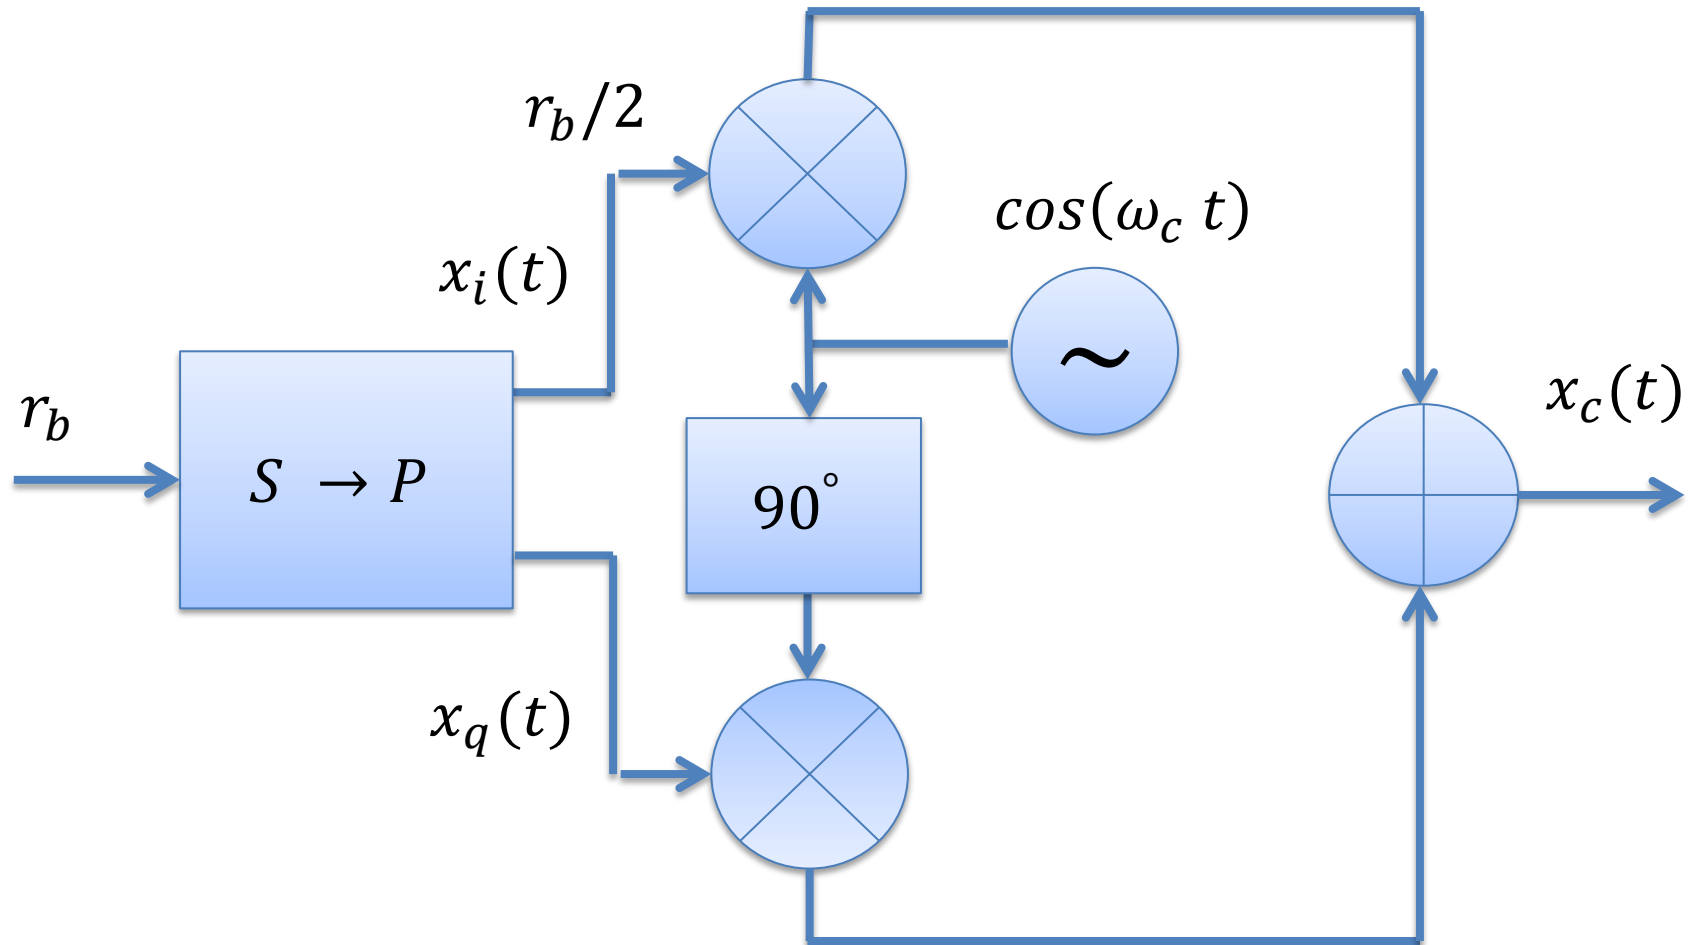 r_b/2
cos(ω_c t)
x_i(t)
r_b
S → P
90°
~
x_c(t)
x_q(t)